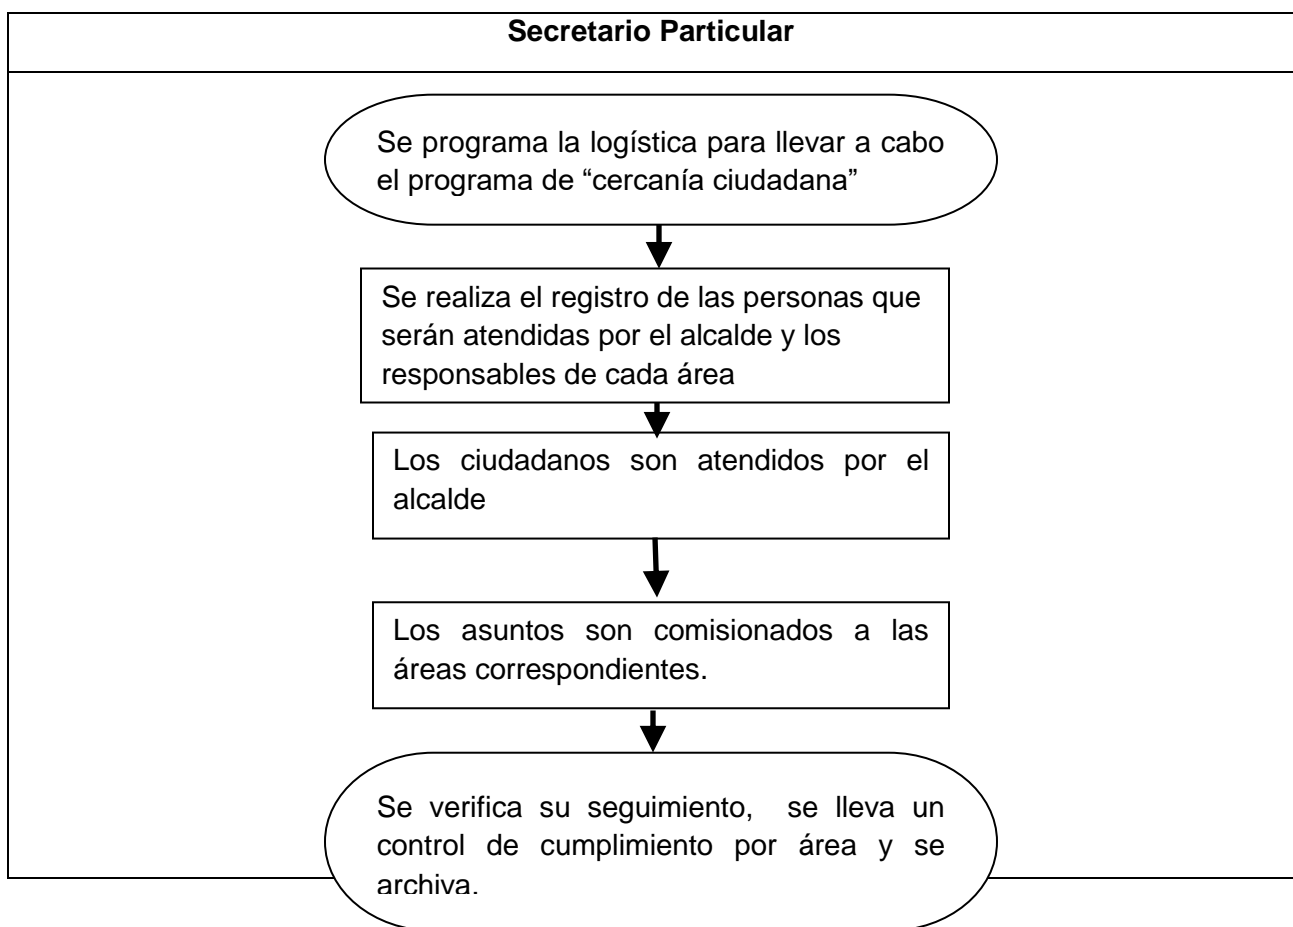 Secretario Particular
Se programa la logística para llevar a cabo
el programa de “cercanía ciudadana”
Se realiza el registro de las personas que
serán atendidas por el alcalde y los
responsables de cada área
Los ciudadanos son atendidos por el
alcalde
Los asuntos son comisionados a las
áreas correspondientes.
Se verifica su seguimiento, se lleva un
control de cumplimiento por área y se
archiva.